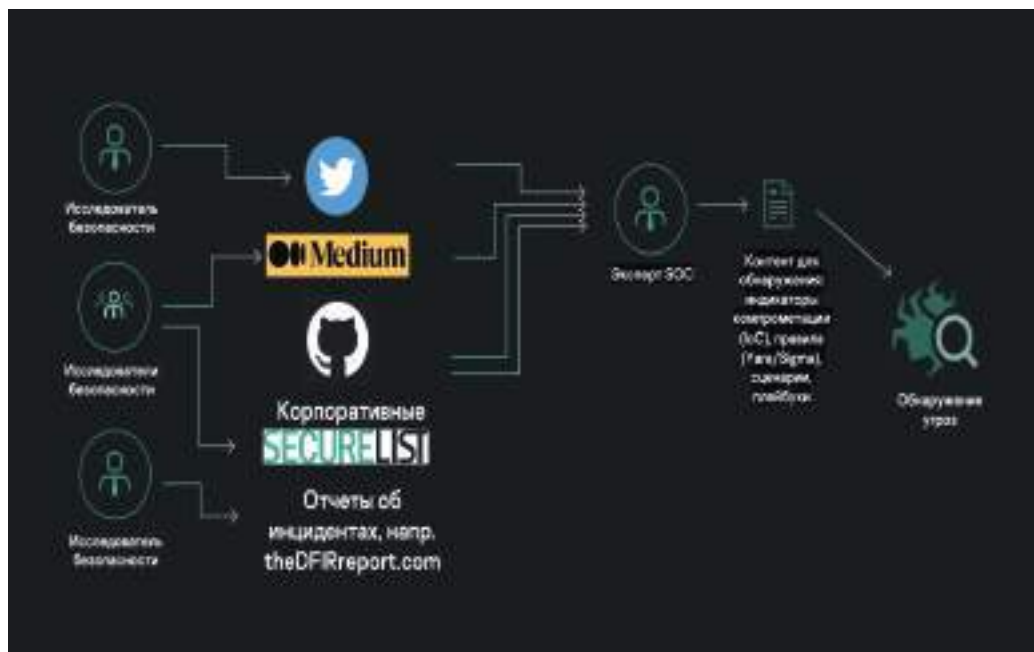 Исследователь
безопасности
Medium
Исследователи
безопасности
Корпоративные
SECURELIST
Исследователь
безопасности
Отчеты об
инцидентах, напр.
theDFIRreport.com
Эксперт SOC
Контент для
обнаружения:
индикаторы
компрометации
(IoC), правила
(Yara/Sigma),
сценарии,
плейбуки
Обнаружение
угроз